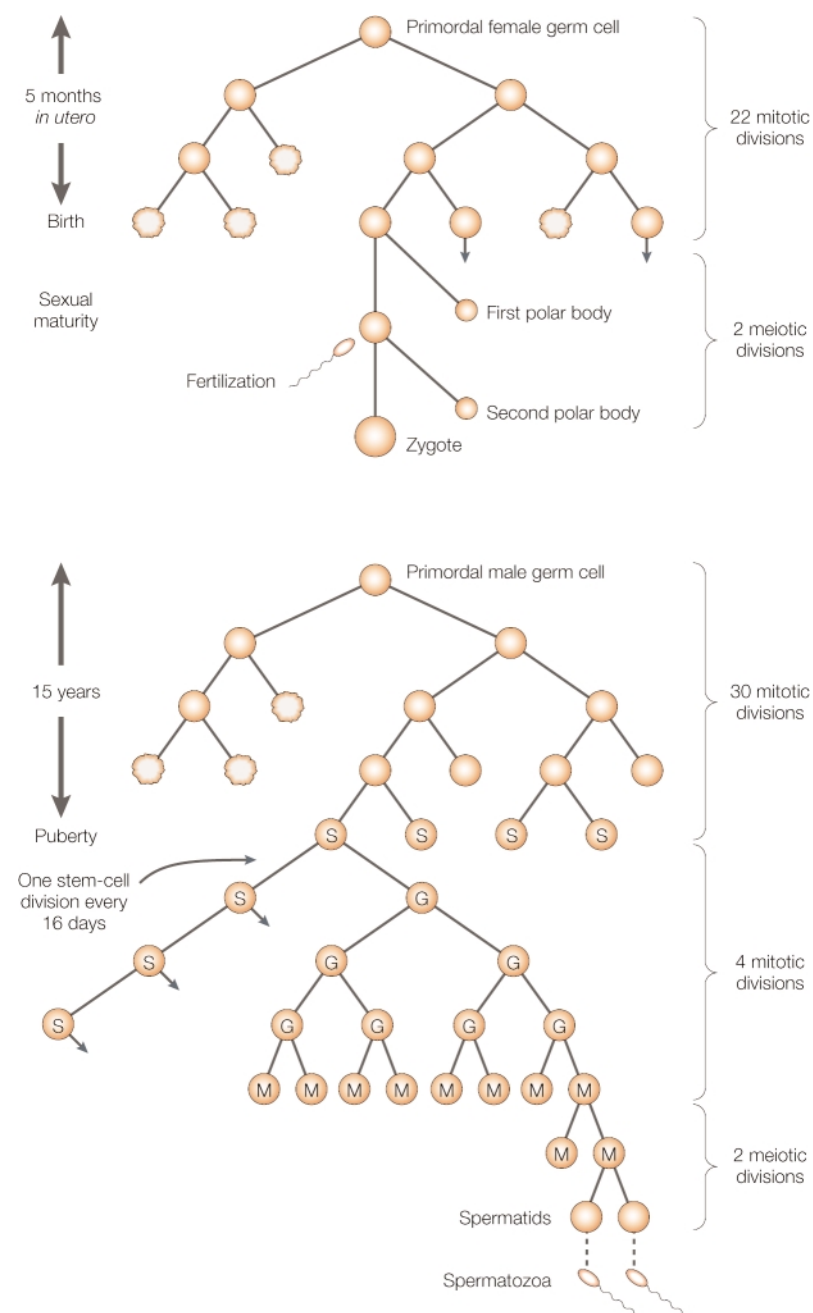 Primordal female germ cell
5 months
in utero
22 mitotic
divisions
Birth
Sexual
maturity
First polar body
2 meiotic
divisions
Fertilization
Second polar body
Zygote
Primordal male germ cell
15 years
30 mitotic
divisions
Puberty
S S S S
One stem-cell
division every
16 days
S G
S G G
4 mitotic
divisions
S G G G G
M M M M M M M M
M M
2 meiotic
divisions
Spermatids
Spermatozoa